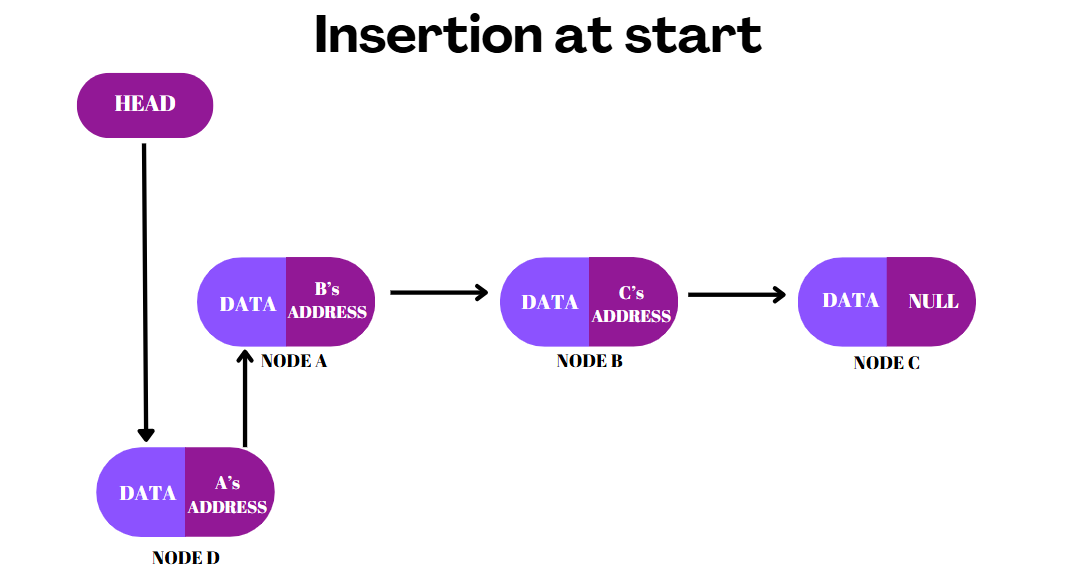 Insertion at start
HEAD
DATA
B's
ADDRESS
NODE A
DATA
C's
ADDRESS
NODE B
DATA
NULL
NODE C
DATA
A's
ADDRESS
NODE D